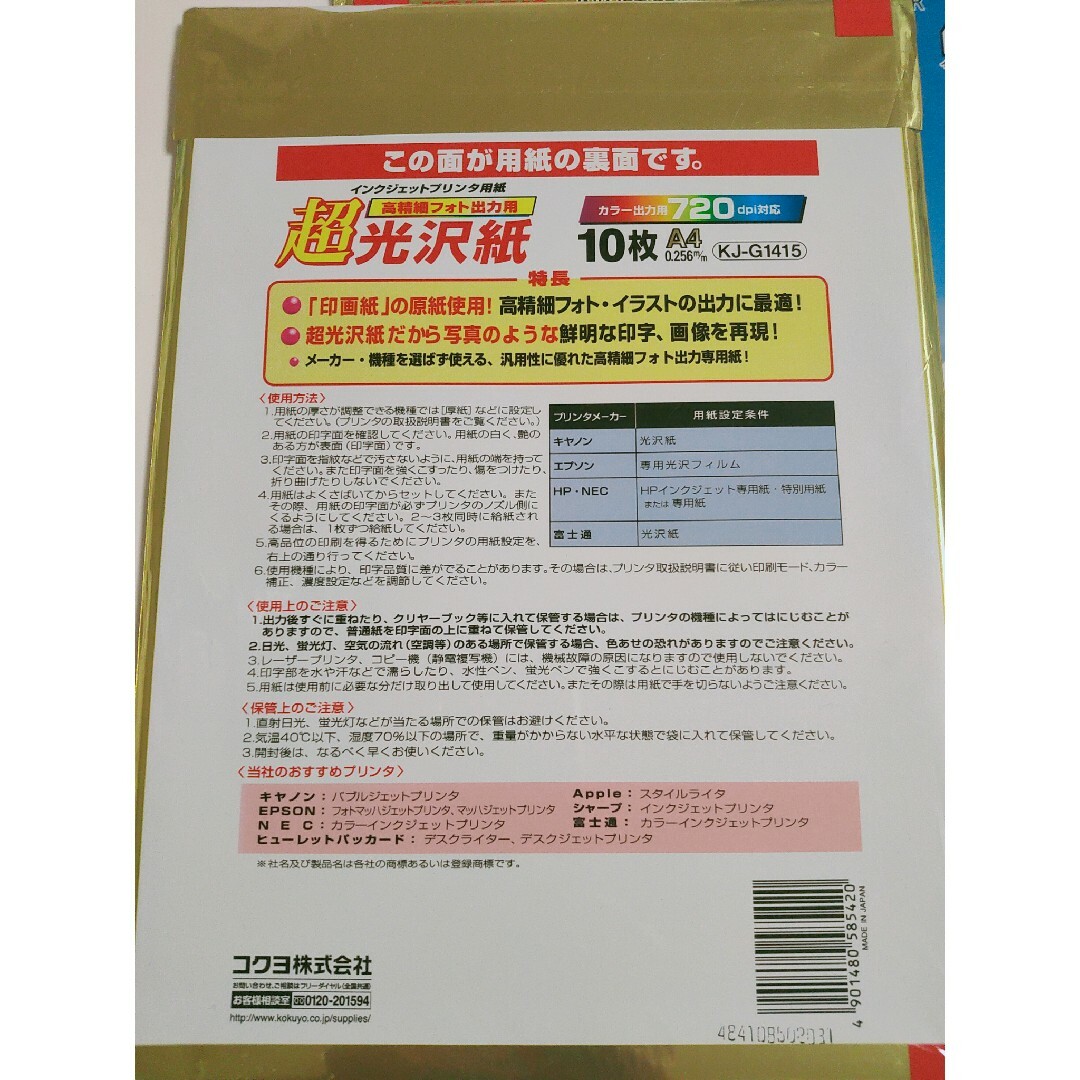 この面が用紙の裏面です。
インクジェットプリンタ用紙
高精細フォト出力用
超光沢紙
カラー出力用720dpi対応
10枚 A4 0.256m/m KJ-G1415
特長
「印画紙」の原紙使用!高精細フォト・イラストの出力に最適!
超光沢紙だから写真のような鮮明な印字、画像を再現!
メーカー・機種を選ばず使える、汎用性に優れた高精細フォト出力専用紙!
〈使用方法〉
1.用紙の厚さが調整できる機種では[厚紙]などに設定し
てください。(プリンタの取扱説明書をご覧ください。)
2.用紙の印字面を確認してください。用紙の白く、艶の
ある方が表面(印字面)です。
3.印字面を指紋などで汚さないように、用紙の端を持って
ください。また印字面を強くこすったり、傷をつけたり、
折り曲げたりしないでください。
4.用紙はよくさばいてからセットしてください。また
その際、用紙の印字面が必ずプリンタのノズル側に
くるようにしてください。2〜3枚同時に給紙され
る場合は、1枚ずつ給紙してください。
5.高品位の印刷を得るためにプリンタの用紙設定を、
右上の通り行ってください。
6.使用機種により、印字品質に差がでることがあります。その場合は、プリンタ取扱説明書に従い印刷モード、カラー
補正、濃度設定などを調節してください。
プリンタメーカー 用紙設定条件
キヤノン 光沢紙
エプソン 専用光沢フィルム
HP・NEC HPインクジェット専用紙・特別用紙
または専用紙
富士通 光沢紙
〈使用上のご注意〉
1.出力後すぐに重ねたり、クリヤーブック等に入れて保管する場合は、プリンタの機種によってはにじむことが
ありますので、普通紙を印字面の上に重ねて保管してください。
2.日光、蛍光灯、空気の流れ(空調等)のある場所で保管する場合、色あせの恐れがありますのでご注意ください。
3.レーザープリンタ、コピー機(静電複写機)には、機械故障の原因になりますので使用しないでください。
4.印字部を水や汗などで濡らしたり、水性ペン、蛍光ペンで強くこするとにじむことがあります。
5.用紙は使用前に必要な分だけ取り出して使用してください。またその際は用紙で手を切らないようご注意ください。
〈保管上のご注意〉
1.直射日光、蛍光灯などが当たる場所での保管はお避けください。
2.気温40℃以下、湿度70%以下の場所で、重量がかからない水平な状態で袋に入れて保管してください。
3.開封後は、なるべく早くお使いください。
〈当社のおすすめプリンタ〉
キヤノン:バブルジェットプリンタ
EPSON:フォトマッハジェットプリンタ、マッハジェットプリンタ
NEC:カラーインクジェットプリンタ
ヒューレットパッカード:デスクライター、デスクジェットプリンタ
Apple:スタイルライタ
シャープ:インクジェットプリンタ
富士通:カラーインクジェットプリンタ
※社名及び製品名は各社の商標あるいは登録商標です。
コクヨ株式会社
お問い合わせ、ご相談はフリーダイヤル(全国共通)
お客様相談室 0120-201594
http://www.kokuyo.co.jp/supplies/
4 901480 585420
MADE IN JAPAN